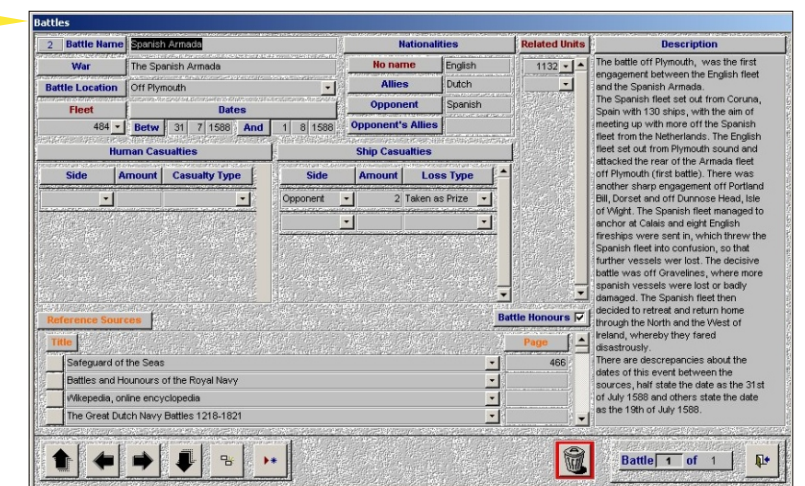 Battles
2 Battle Name Spanish Armada
War The Spanish Armada
Battle Location Off Plymouth
Fleet
484
Dates
Betw 31 7 1588 And 1 8 1588
Nationalities
No name English
Allies Dutch
Opponent Spanish
Opponent's Allies
Related Units
1132
Human Casualties
Side Amount Casualty Type
Ship Casualties
Side Amount Loss Type
Opponent 2 Taken as Prize
Reference Sources
Battle Honours
Title Page
Safeguard of the Seas 466
Battles and Hounours of the Royal Navy
Wikepedia, online encyclopedia
The Great Dutch Navy Battles 1218-1821
Description
The battle off Plymouth, was the first
engagement between the English fleet
and the Spanish Armada.
The Spanish fleet set out from Coruna,
Spain with 130 ships, with the aim of
meeting up with more off the Spanish
fleet from the Netherlands. The English
fleet set out from Plymouth sound and
attacked the rear of the Armada fleet
off Plymouth (first battle). There was
another sharp engagement off Portland
Bill, Dorset and off Dunnose Head, Isle
of Wight. The Spanish fleet managed to
anchor at Calais and eight English
fireships were sent in, which threw the
Spanish fleet into confusion, so that
further vessels wer lost. The decisive
battle was off Gravelines, where more
spanish vessels were lost or badly
damaged. The Spanish fleet then
decided to retreat and return home
through the North and the West of
Ireland, whereby they fared
disastrously.
There are descrepancies about the
dates of this event between the
sources, half state the date as the 31st
of July 1588 and others state the date
as the 19th of July 1588.
Battle 1 of 1